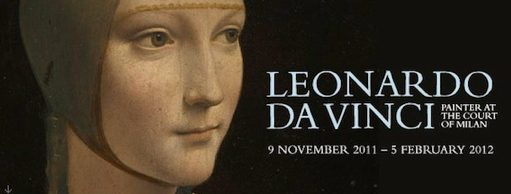 LEONARDO
DA VINCI PAINTER AT
THE COURT
OF MILAN
9 NOVEMBER 2011 – 5 FEBRUARY 2012